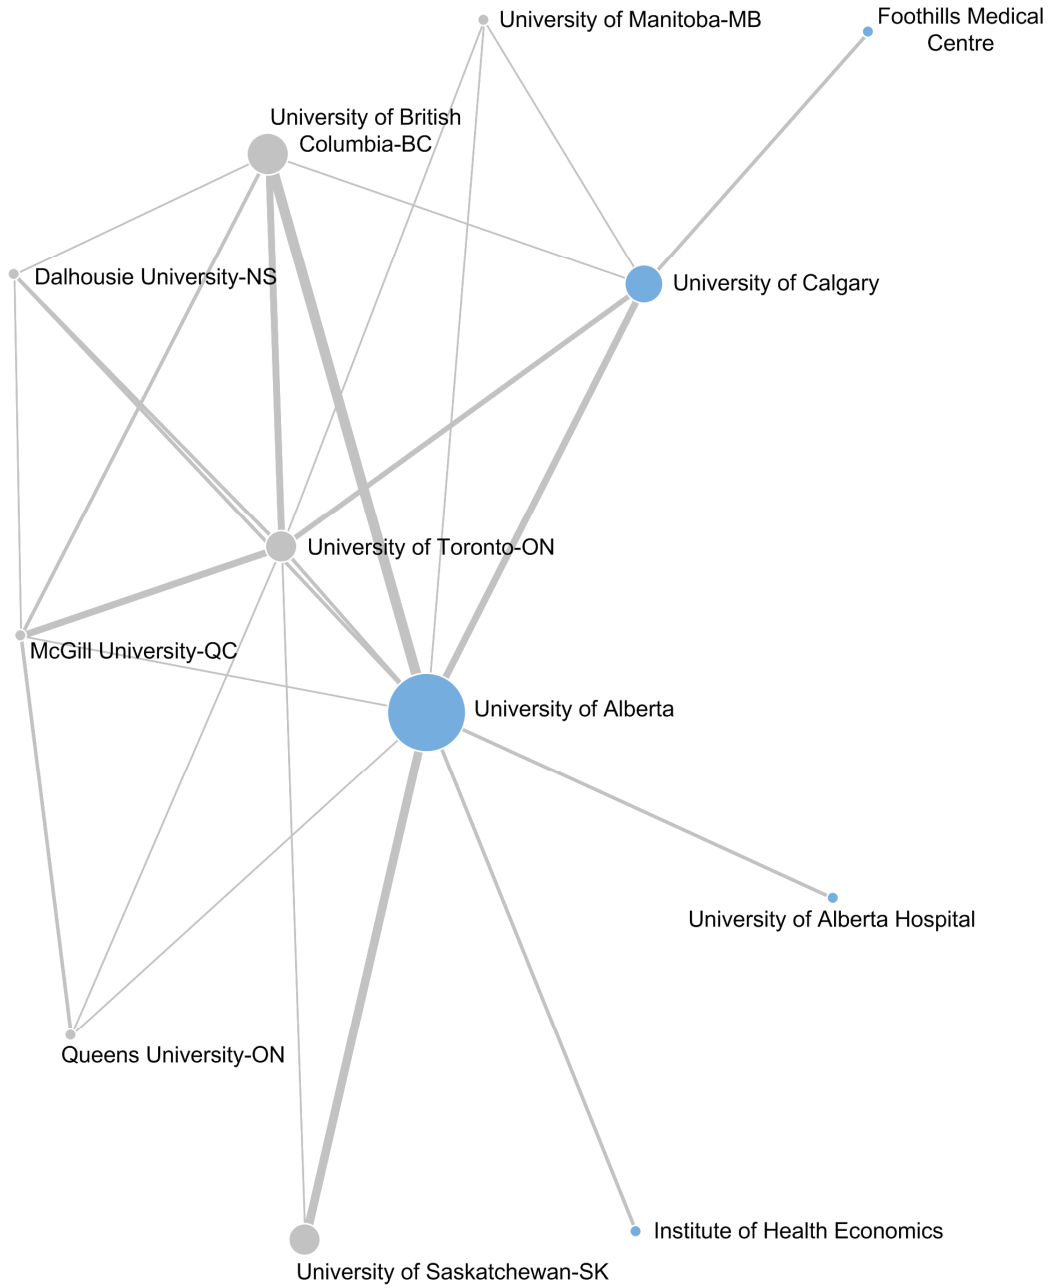 University of Manitoba-MB
Foothills Medical
Centre
University of British
Columbia-BC
Dalhousie University-NS
University of Calgary
University of Toronto-ON
McGill University-QC
University of Alberta
University of Alberta Hospital
Queens University-ON
Institute of Health Economics
University of Saskatchewan-SK